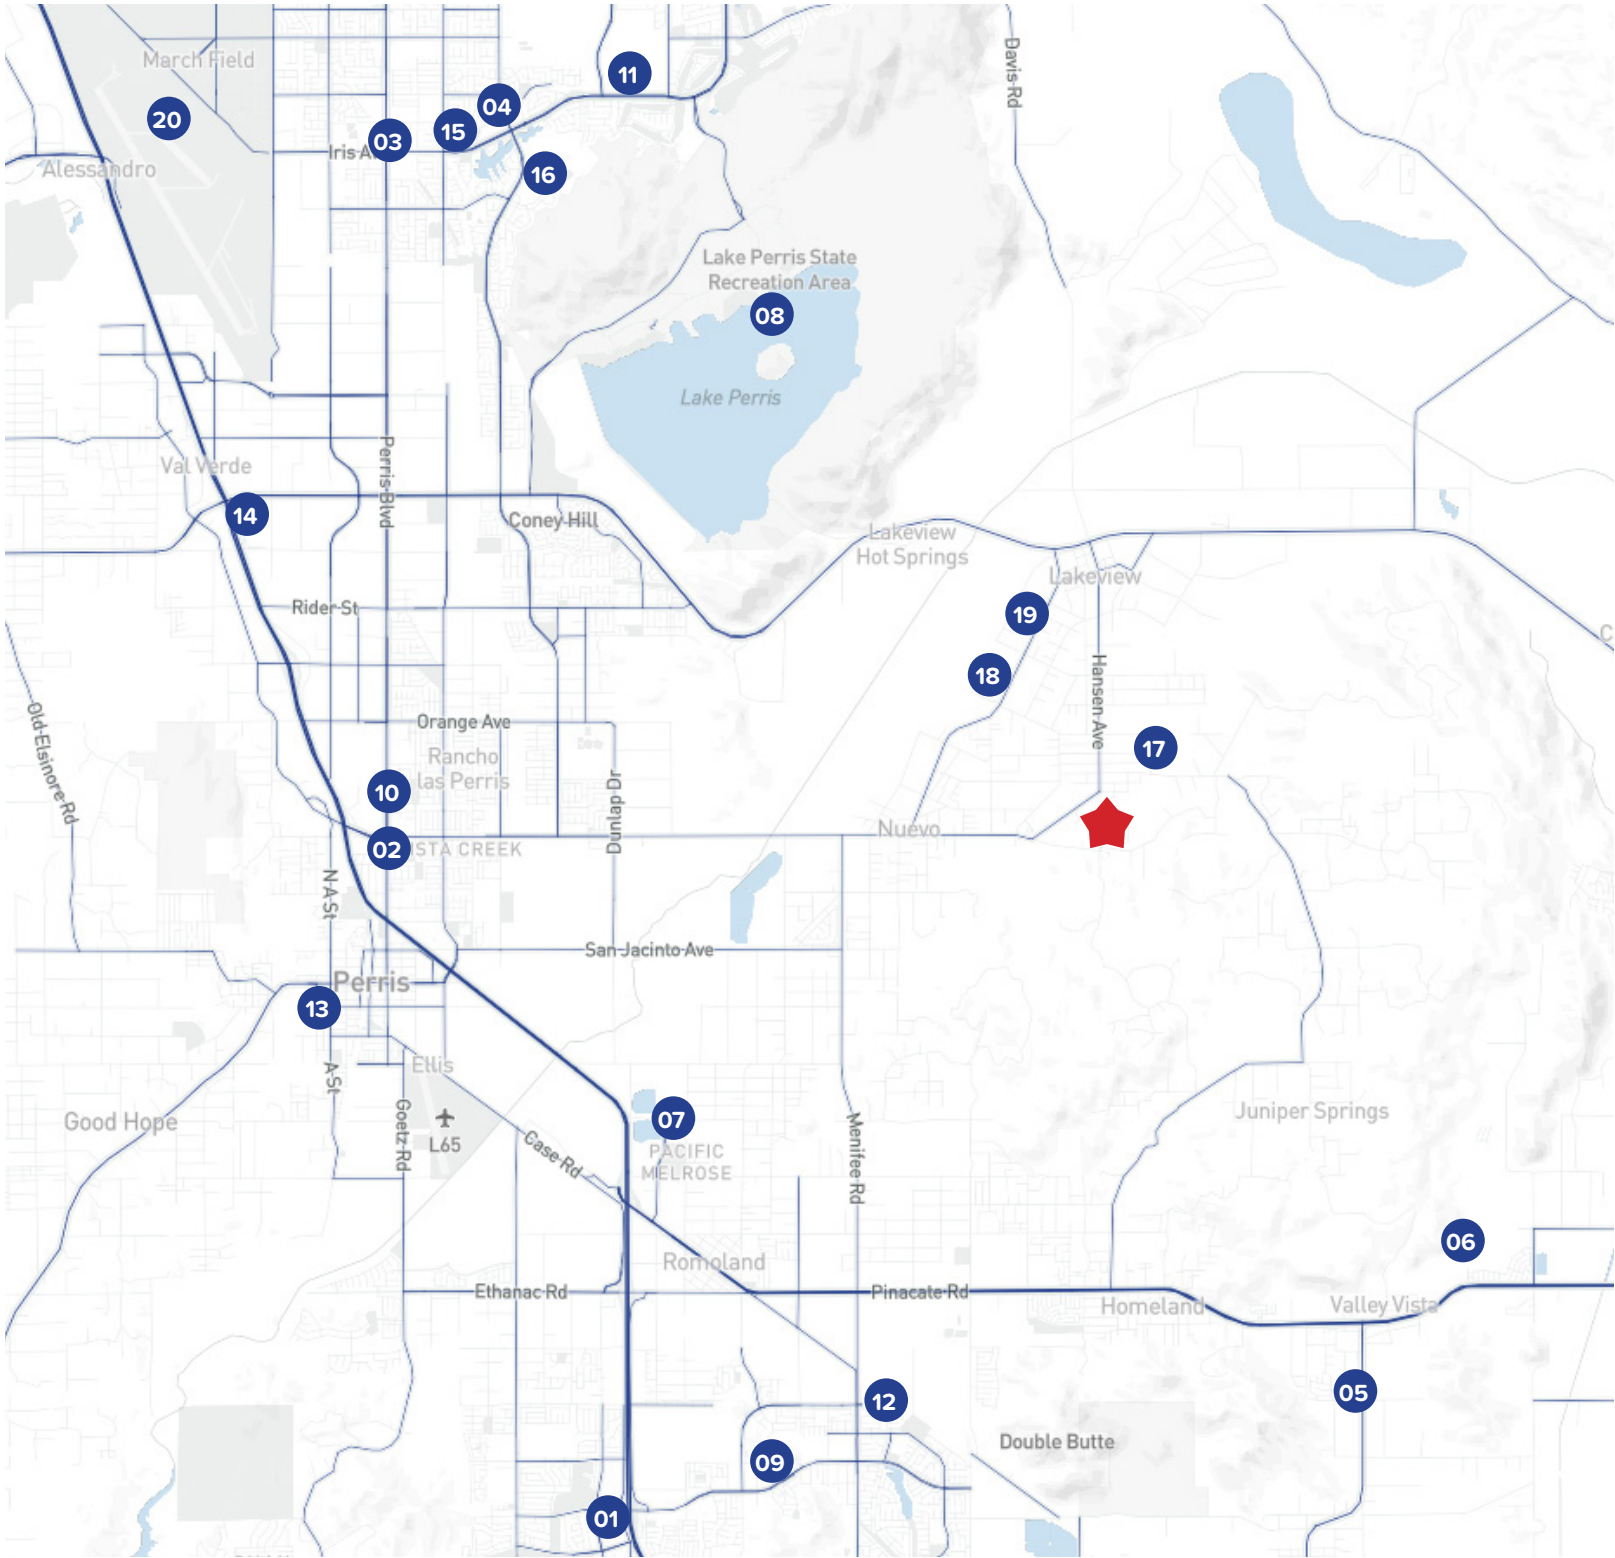 March Field
Davis Rd
11
04
20
15
03
Iris A
Alessandro
16
Lake Perris State
Recreation Area
08
Lake Perris
Perris Blvd
Val Verde
14
Coney Hill
Lakeview
Hot Springs
Lakeview
Rider St
19
18
Hansen Ave
Old Elsinore Rd
Orange Ave
Rancho
las Perris
17
10
Dunlap Dr
Nuevo
02
ISTA CREEK
N A St
San Jacinto Ave
Perris
13
Ellis
A St
Goetz Rd
L65
Good Hope
Case Rd
07
PACIFIC
MELROSE
Menifee Rd
Juniper Springs
06
Romoland
Ethanac Rd
Pinacate Rd
Homeland
Valley Vista
05
12
Double Butte
09
01